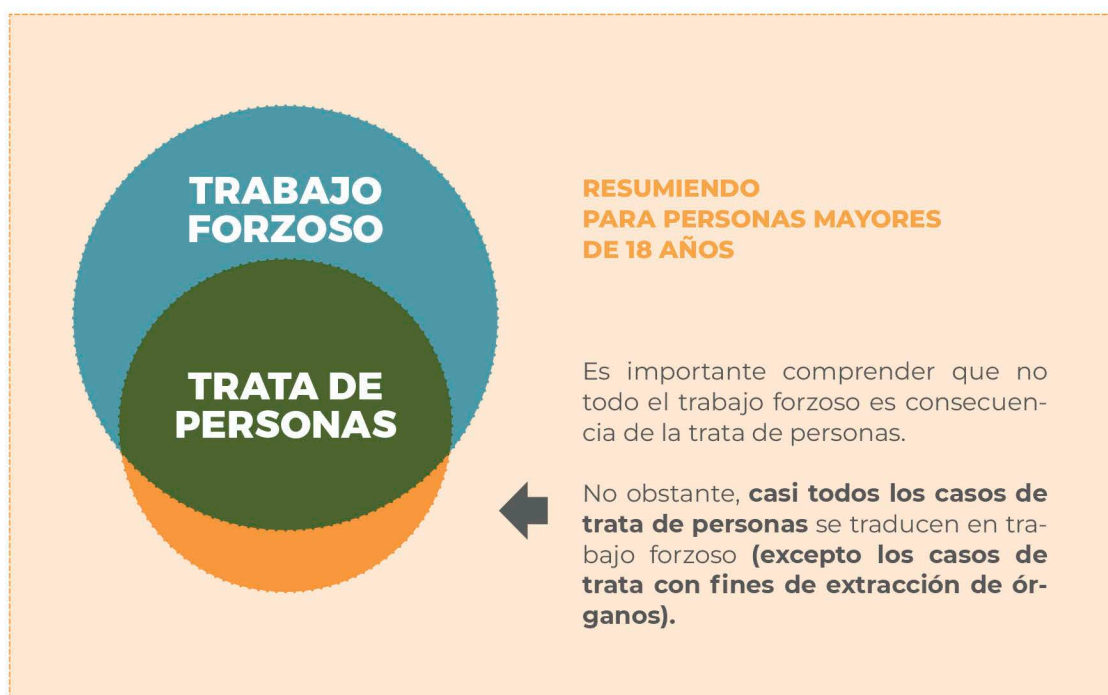 TRABAJO
FORZOSO
TRATA DE
PERSONAS
RESUMIENDO
PARA PERSONAS MAYORES
DE 18 AÑOS
Es importante comprender que no
todo el trabajo forzoso es consecuen-
cia de la trata de personas.
No obstante, casi todos los casos de
trata de personas se traducen en tra-
bajo forzoso (excepto los casos de
trata con fines de extracción de ór-
ganos).